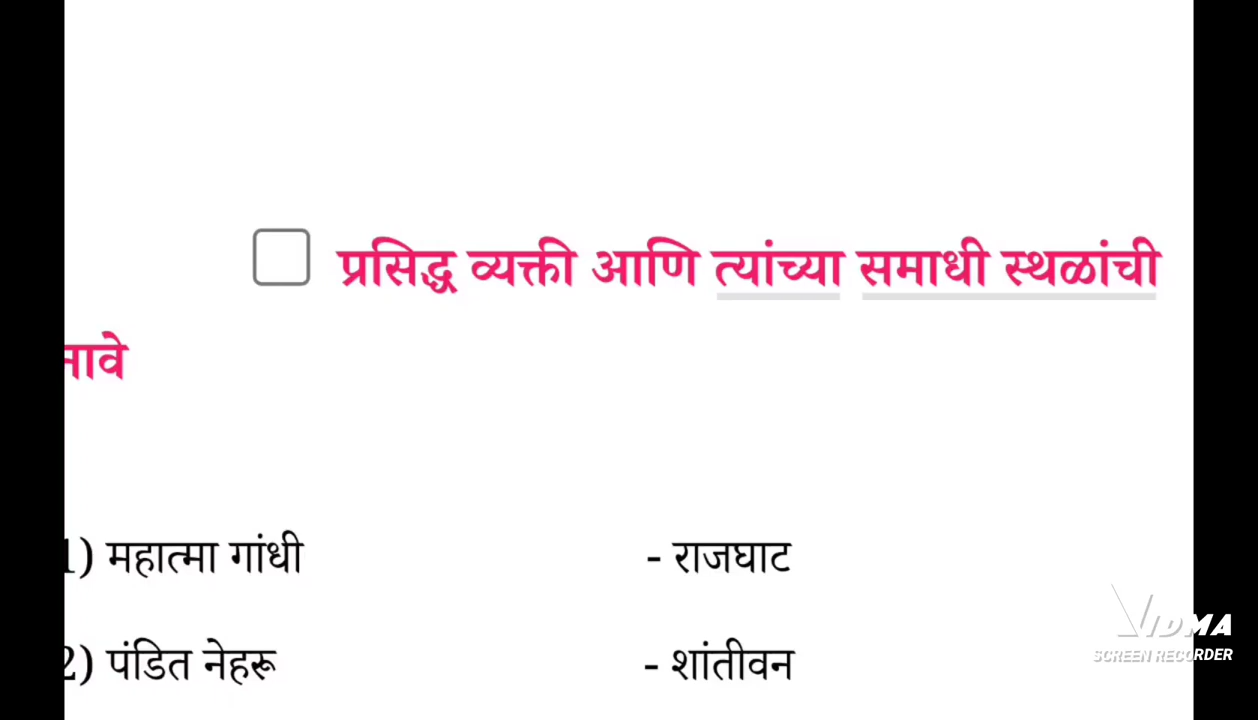 प्रसिद्ध व्यक्ती आणि त्यांच्या समाधी स्थळांची
नावे
1) महात्मा गांधी - राजघाट
2) पंडित नेहरू - शांतीवन
VIDMA
SCREEN RECORDER